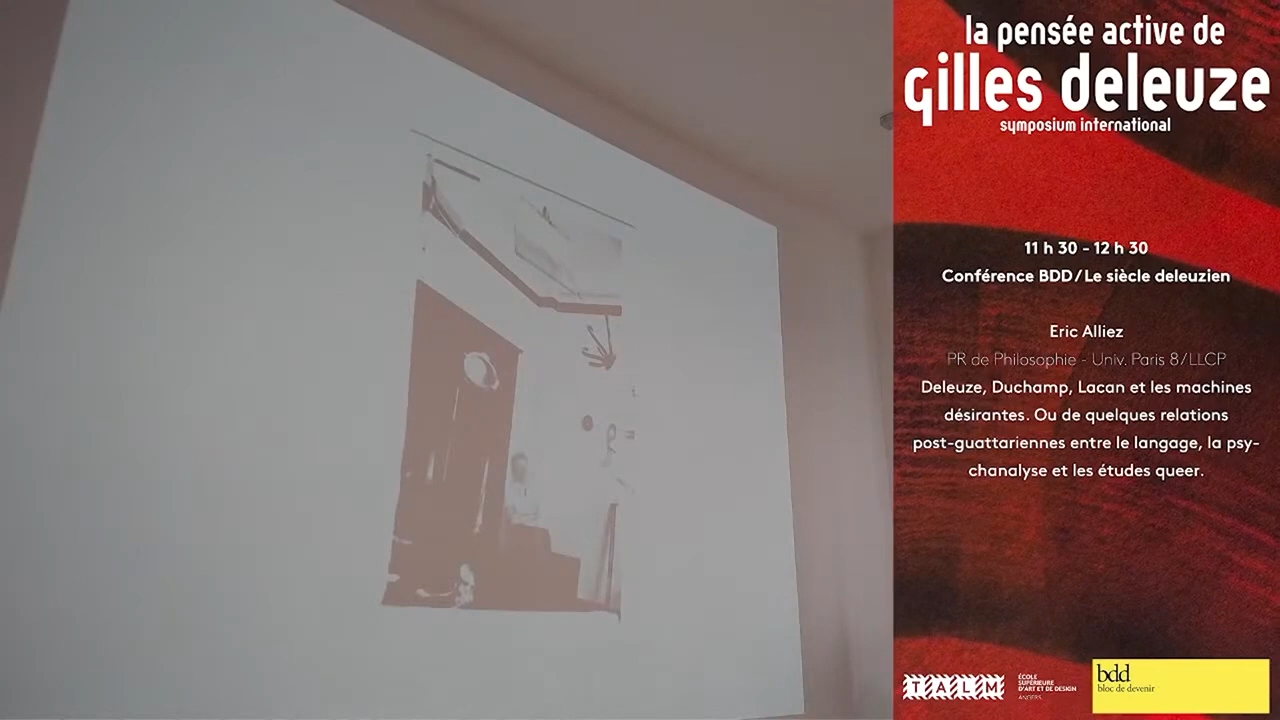 la pensée active de
gilles deleuze
symposium international
11 h 30 - 12 h 30
Conférence BDD / Le siècle deleuzien
Eric Alliez
PR de Philosophie - Univ. Paris 8 / LLCP
Deleuze, Duchamp, Lacan et les machines
désirantes. Ou de quelques relations
post-guattariennes entre le langage, la psy-
chanalyse et les études queer.
TALM
ÉCOLE
SUPÉRIEURE
D'ART ET DE DESIGN
ANGERS
bdd
bloc de devenir